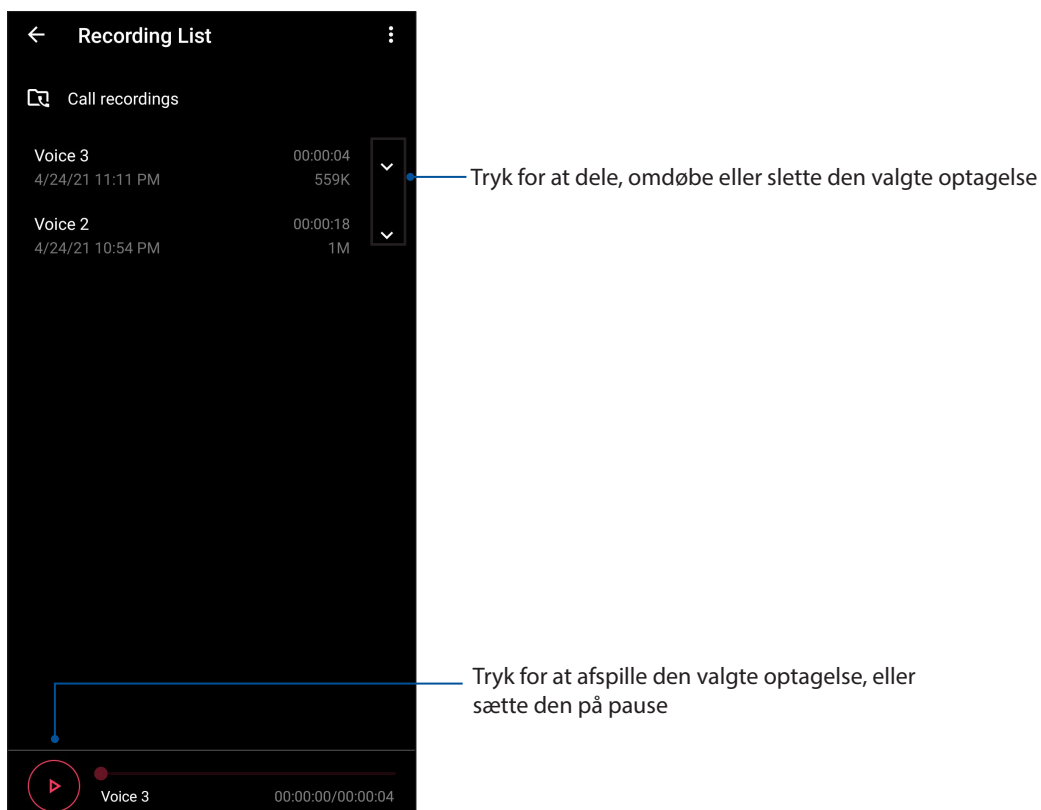 Recording List
Call recordings
Voice 3 00:00:04
4/24/21 11:11 PM 559K
Tryk for at dele, omdøbe eller slette den valgte optagelse
Voice 2 00:00:18
4/24/21 10:54 PM 1M
Tryk for at afspille den valgte optagelse, eller
sætte den på pause
Voice 3 00:00:00/00:00:04